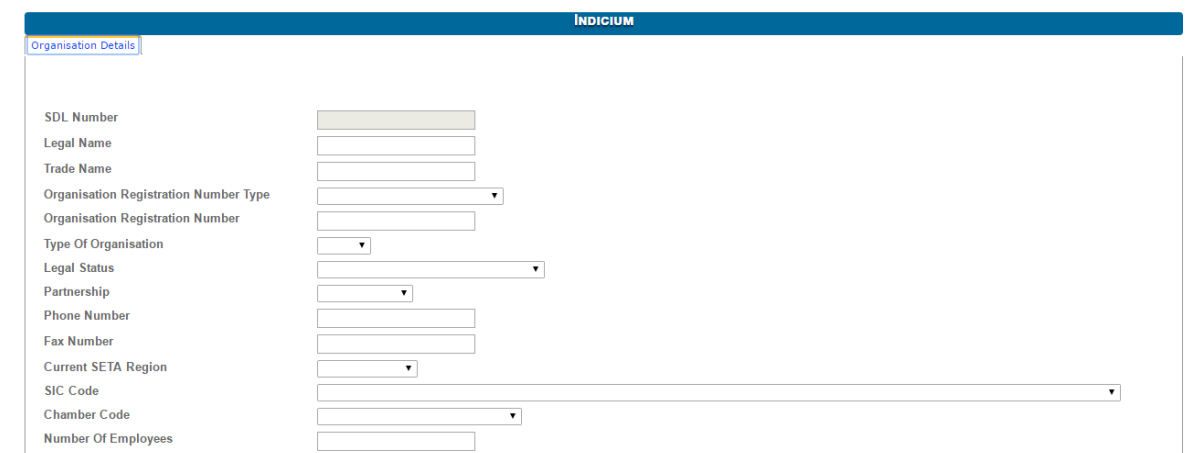 INDICIUM
Organisation Details
SDL Number
Legal Name
Trade Name
Organisation Registration Number Type
Organisation Registration Number
Type Of Organisation
Legal Status
Partnership
Phone Number
Fax Number
Current SETA Region
SIC Code
Chamber Code
Number Of Employees